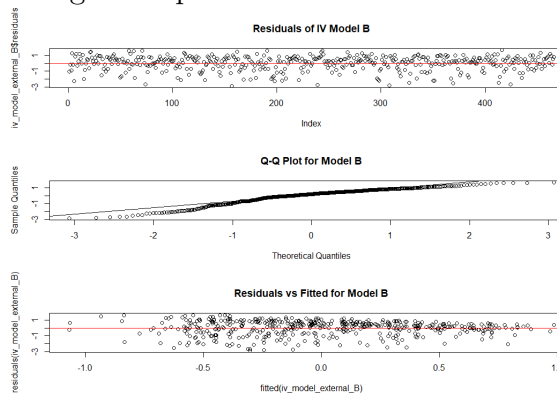 Residuals of IV Model B
iv_model_external_B$residuals
1
-1
-3
0
100
200
300
400
Index
Q-Q Plot for Model B
Sample Quantiles
1
-1
-3
-3
-2
-1
0
1
2
3
Theoretical Quantiles
Residuals vs Fitted for Model B
residuals(iv_model_external_B)
1
-1
-3
-1.0
-0.5
0.0
0.5
fitted(iv_model_external_B)